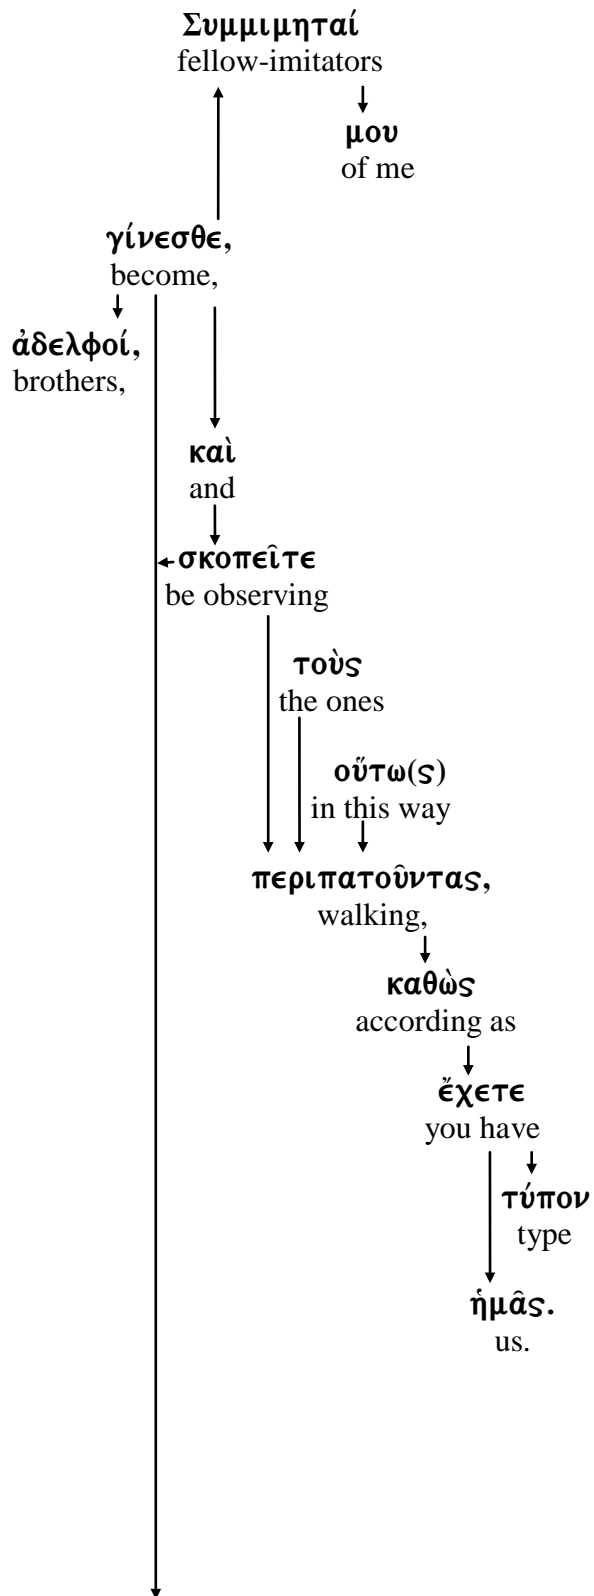 Συμμιμηταί
fellow-imitators
μου
of me
γίνεσθε,
become,
ἀδελφοί,
brothers,
καὶ
and
σκοπεῖτε
be observing
τοὺς
the ones
οὕτω(ς)
in this way
περιπατοῦντας,
walking,
καθὼς
according as
ἔχετε
you have
τύπον
type
ἡμᾶς.
us.